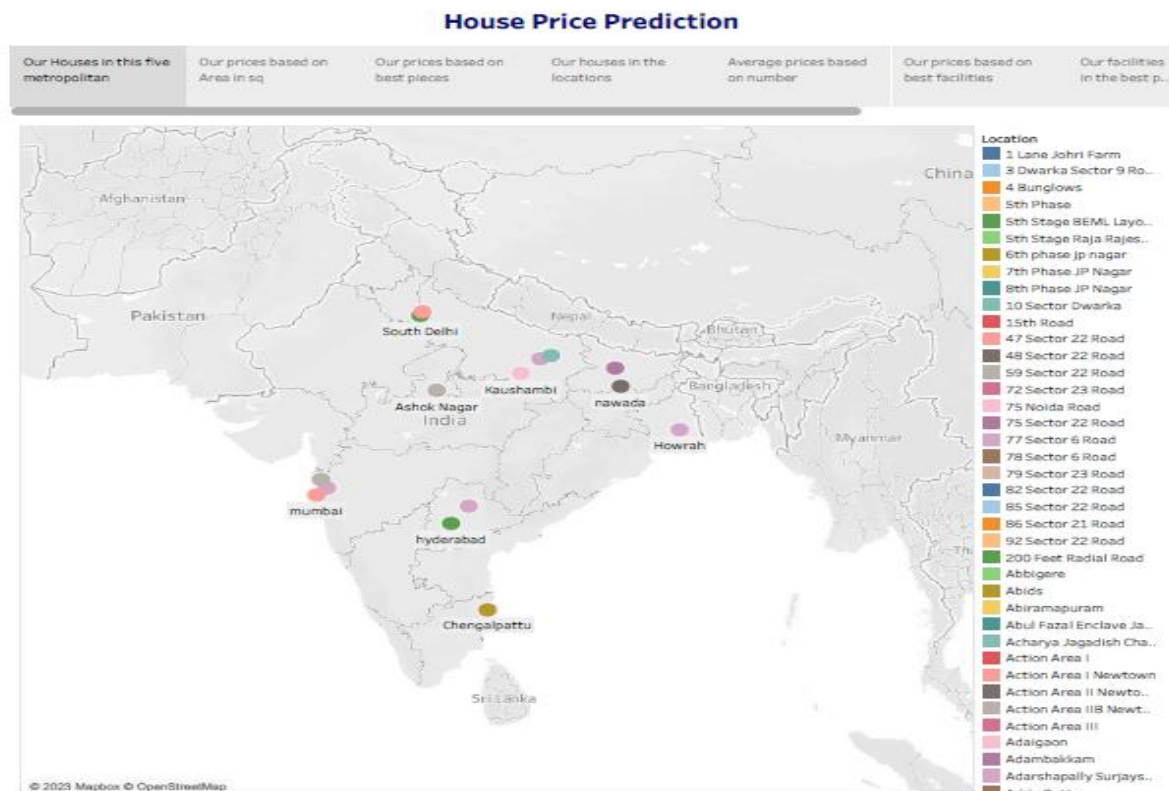 House Price Prediction
Our Houses in this five
metropolitan
Our prices based on
Area in sq
Our prices based on
best pieces
Our houses in the
locations
Average prices based
on number
Our prices based on
best facilities
Our facilities
in the best p..
Afghanistan
China
Pakistan
South Delhi
Nepal
Bhutan
Kaushambi
nawada
Bangladesh
Ashok Nagar
India
Howrah
Myanmar
mumbai
hyderabad
Chengalpattu
Sri Lanka
© 2023 Mapbox © OpenStreetMap
Location
1 Lane Johri Farm
3 Dwarka Sector 9 Ro..
4 Bunglows
5th Phase
5th Stage BEML Layo..
5th Stage Raja Rajes..
6th phase jp nagar
7th Phase JP Nagar
8th Phase JP Nagar
10 Sector Dwarka
15th Road
47 Sector 22 Road
48 Sector 22 Road
59 Sector 22 Road
72 Sector 23 Road
75 Noida Road
75 Sector 22 Road
77 Sector 6 Road
78 Sector 6 Road
79 Sector 23 Road
82 Sector 22 Road
85 Sector 22 Road
86 Sector 21 Road
92 Sector 22 Road
200 Feet Radial Road
Abbigere
Abids
Abiramapuram
Abul Fazal Enclave Ja..
Acharya Jagadish Cha..
Action Area I
Action Area I Newtown
Action Area II Newto..
Action Area IIB Newt..
Action Area III
Adaigaon
Adambakkam
Adarshapally Surjays..